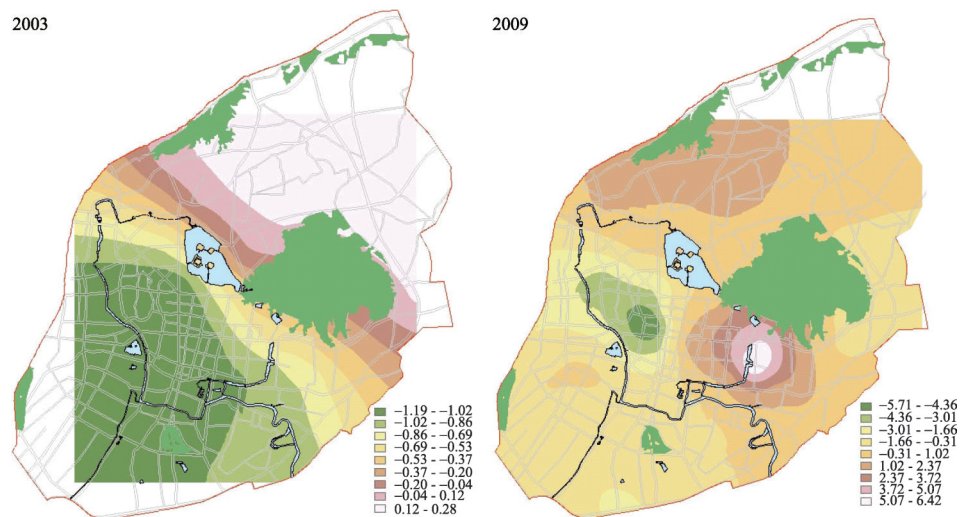 2003
−1.19 - −1.02
−1.02 - −0.86
−0.86 - −0.69
−0.69 - −0.53
−0.53 - −0.37
−0.37 - −0.20
−0.20 - −0.04
−0.04 - 0.12
0.12 - 0.28
2009
−5.71 - −4.36
−4.36 - −3.01
−3.01 - −1.66
−1.66 - −0.31
−0.31 - 1.02
1.02 - 2.37
2.37 - 3.72
3.72 - 5.07
5.07 - 6.42